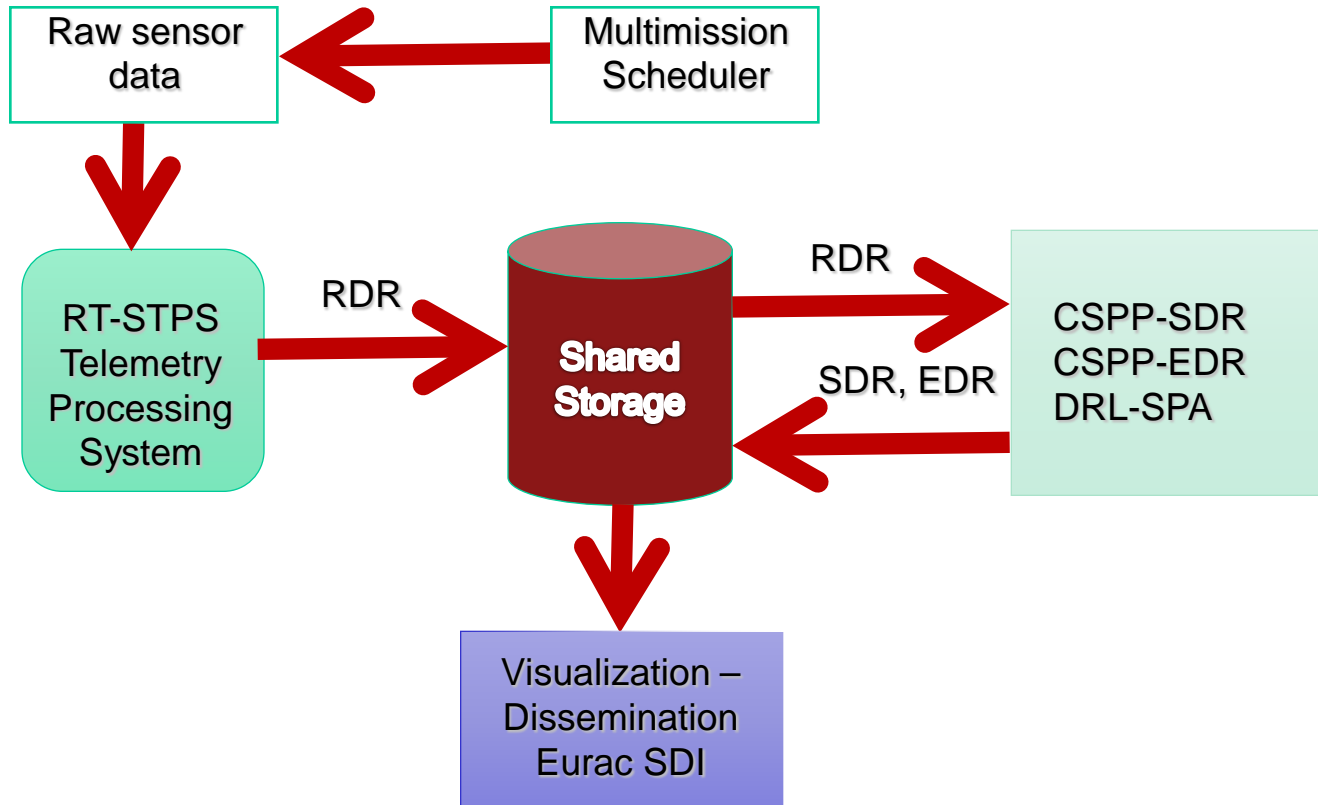 Raw sensor
data
Multimission
Scheduler
RT-STPS
Telemetry
Processing
System
RDR
Shared
Storage
RDR
SDR, EDR
CSPP-SDR
CSPP-EDR
DRL-SPA
Visualization –
Dissemination
Eurac SDI